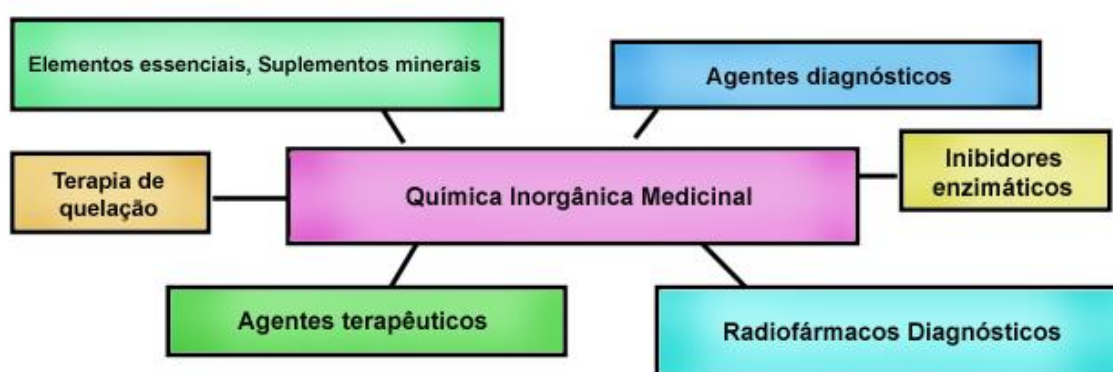 Elementos essenciais, Suplementos minerais
Agentes diagnósticos
Terapia de
quelação
Química Inorgânica Medicinal
Inibidores
enzimáticos
Agentes terapêuticos
Radiofármacos Diagnósticos